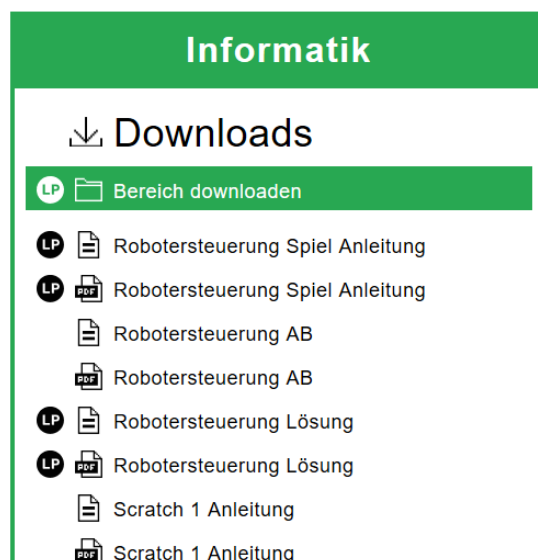 Informatik
Downloads
LP Bereich downloaden
LP Robotersteuerung Spiel Anleitung
LP PDF Robotersteuerung Spiel Anleitung
Robotersteuerung AB
PDF Robotersteuerung AB
LP Robotersteuerung Lösung
LP PDF Robotersteuerung Lösung
Scratch 1 Anleitung
PDF Scratch 1 Anleitung